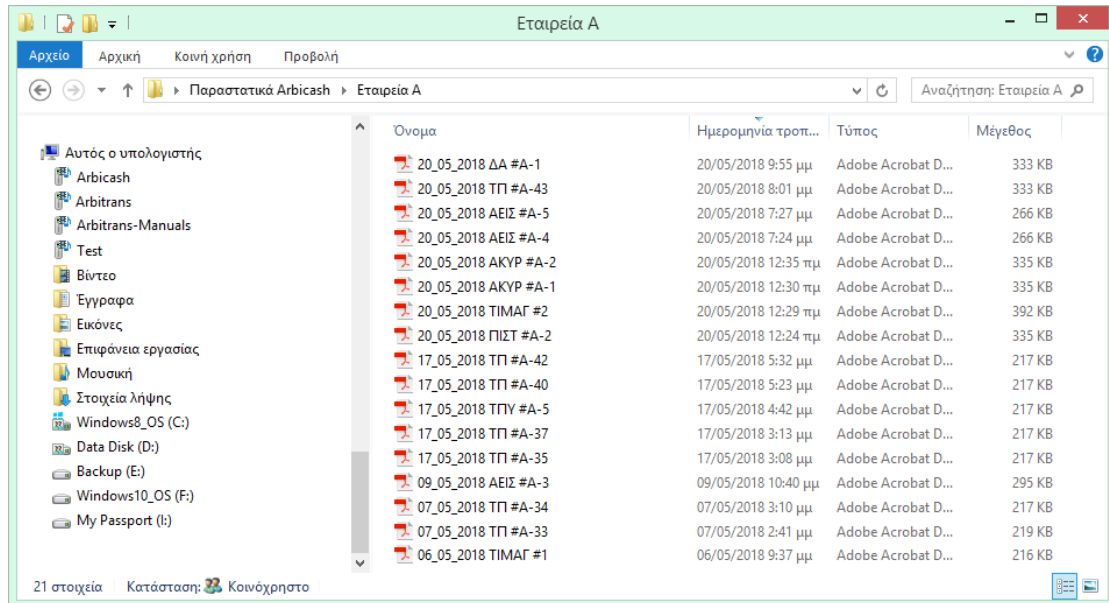 Εταιρεία Α
Αρχείο Αρχική Κοινή χρήση Προβολή
Παραστατικά Arbicash Εταιρεία Α Αναζήτηση: Εταιρεία Α
Όνομα Ημερομηνία τροπ... Τύπος Μέγεθος
Αυτός ο υπολογιστής
Arbicash
Arbitrans
Arbitrans-Manuals
Test
Βίντεο
Έγγραφα
Εικόνες
Επιφάνεια εργασίας
Μουσική
Στοιχεία λήψης
Windows8_OS (C:)
Data Disk (D:)
Backup (E:)
Windows10_OS (F:)
My Passport (I:)
20_05_2018 ΔΑ #Α-1 20/05/2018 9:55 μμ Adobe Acrobat D... 333 KB
20_05_2018 ΤΠ #Α-43 20/05/2018 8:01 μμ Adobe Acrobat D... 333 KB
20_05_2018 ΑΕΙΣ #Α-5 20/05/2018 7:27 μμ Adobe Acrobat D... 266 KB
20_05_2018 ΑΕΙΣ #Α-4 20/05/2018 7:24 μμ Adobe Acrobat D... 266 KB
20_05_2018 ΑΚΥΡ #Α-2 20/05/2018 12:35 πμ Adobe Acrobat D... 335 KB
20_05_2018 ΑΚΥΡ #Α-1 20/05/2018 12:30 πμ Adobe Acrobat D... 335 KB
20_05_2018 ΤΙΜΑΓ #2 20/05/2018 12:29 πμ Adobe Acrobat D... 392 KB
20_05_2018 ΠΙΣΤ #Α-2 20/05/2018 12:24 πμ Adobe Acrobat D... 335 KB
17_05_2018 ΤΠ #Α-42 17/05/2018 5:32 μμ Adobe Acrobat D... 217 KB
17_05_2018 ΤΠ #Α-40 17/05/2018 5:23 μμ Adobe Acrobat D... 217 KB
17_05_2018 ΤΠΥ #Α-5 17/05/2018 4:42 μμ Adobe Acrobat D... 217 KB
17_05_2018 ΤΠ #Α-37 17/05/2018 3:13 μμ Adobe Acrobat D... 217 KB
17_05_2018 ΤΠ #Α-35 17/05/2018 3:08 μμ Adobe Acrobat D... 217 KB
09_05_2018 ΑΕΙΣ #Α-3 09/05/2018 10:40 μμ Adobe Acrobat D... 295 KB
07_05_2018 ΤΠ #Α-34 07/05/2018 3:10 μμ Adobe Acrobat D... 217 KB
07_05_2018 ΤΠ #Α-33 07/05/2018 2:41 μμ Adobe Acrobat D... 219 KB
06_05_2018 ΤΙΜΑΓ #1 06/05/2018 9:37 μμ Adobe Acrobat D... 216 KB
21 στοιχεία Κατάσταση: Κοινόχρηστο